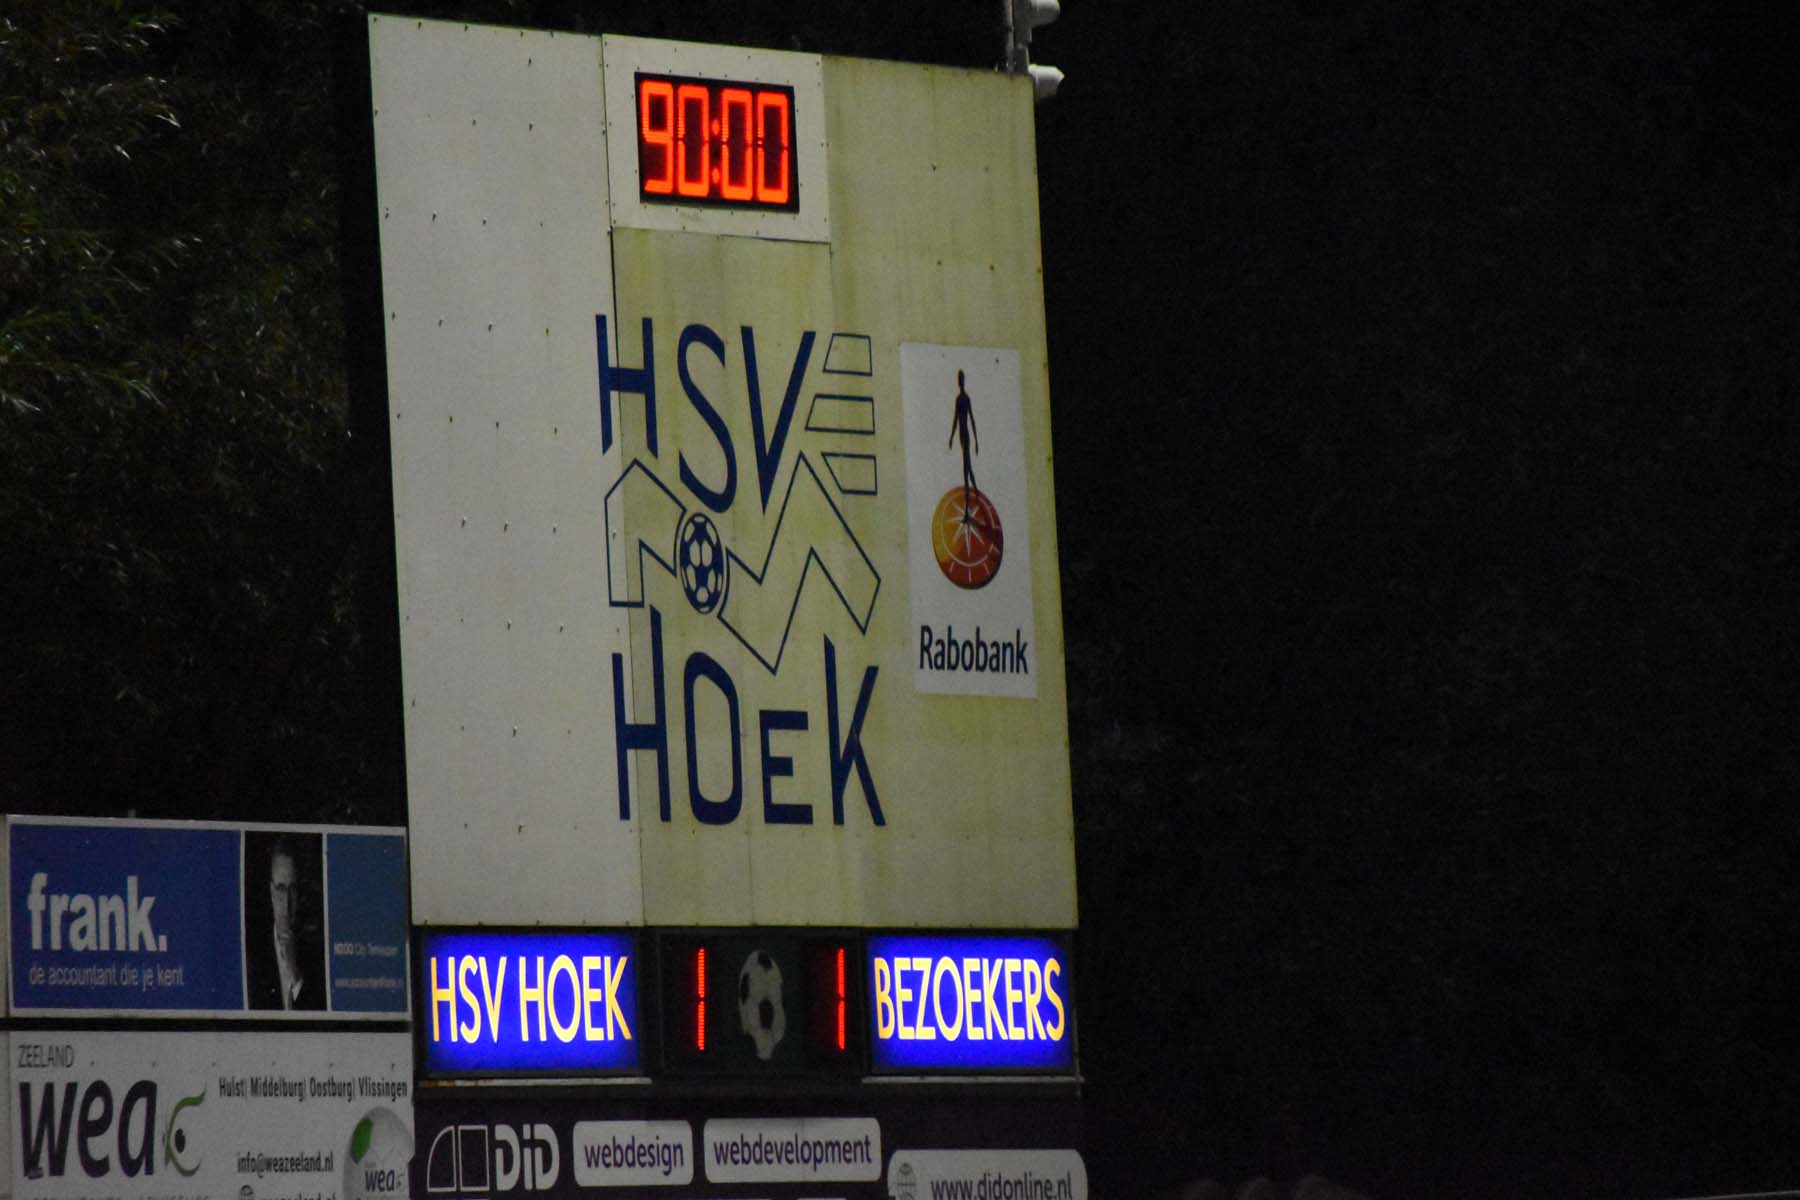 90:00
HSV
HOEK
Rabobank
HSV HOEK 1 1 BEZOEKERS
frank.
de accountant die je kent
ZEELAND
wea
Hulst| Middelburg| Oostburg| Vlissingen
info@weazeeland.nl
wea
DiD webdesign webdevelopment
www.didonline.nl